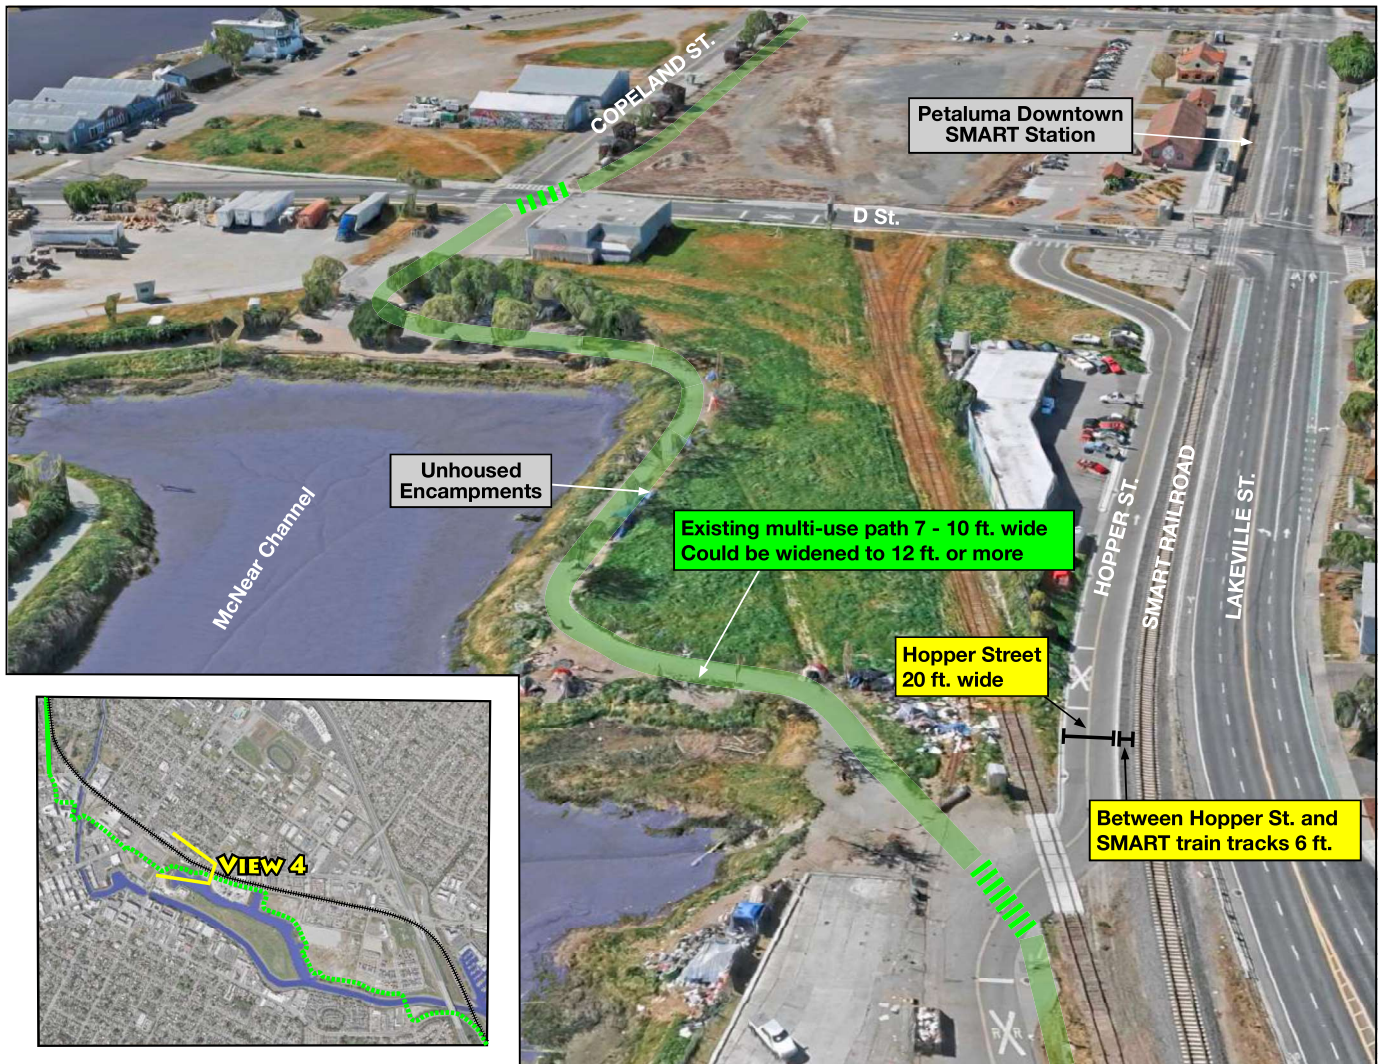 COPELAND ST.
Petaluma Downtown
SMART Station
D St.
Unhoused
Encampments
McNear Channel
Existing multi-use path 7 - 10 ft. wide
Could be widened to 12 ft. or more
HOPPER ST.
SMART RAILROAD
LAKEVILLE ST.
Hopper Street
20 ft. wide
Between Hopper St. and
SMART train tracks 6 ft.
VIEW 4
R R